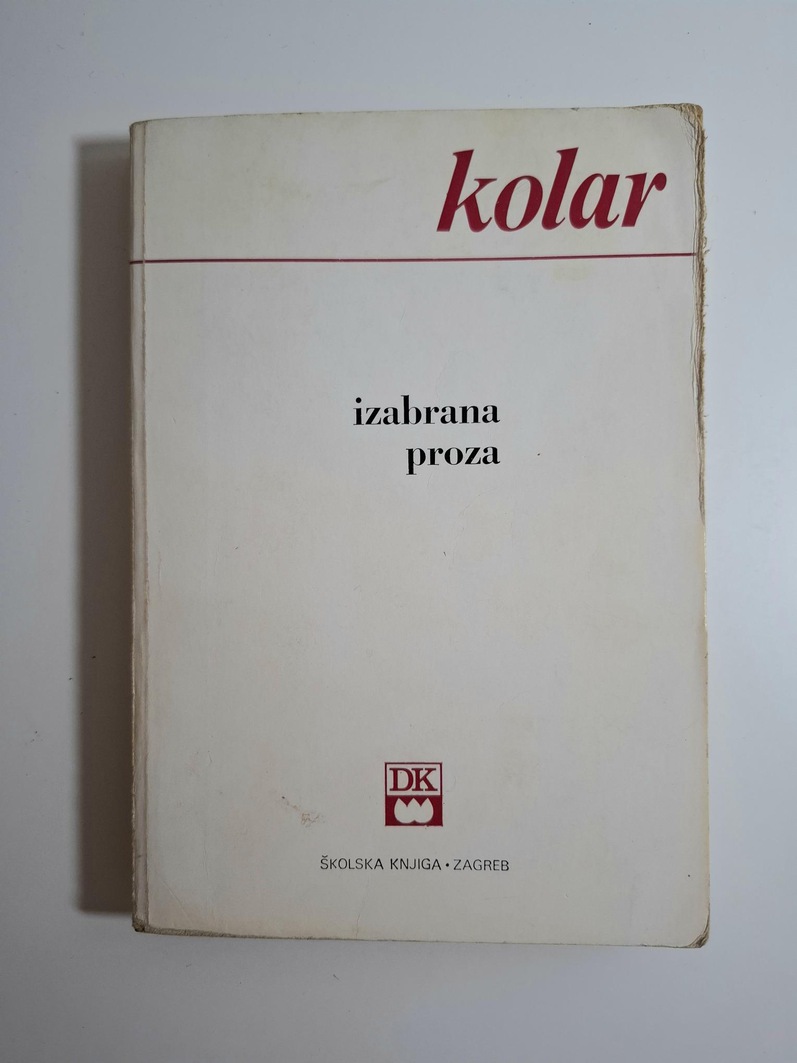 kolar
izabrana
proza
DK
ŠKOLSKA KNJIGA • ZAGREB